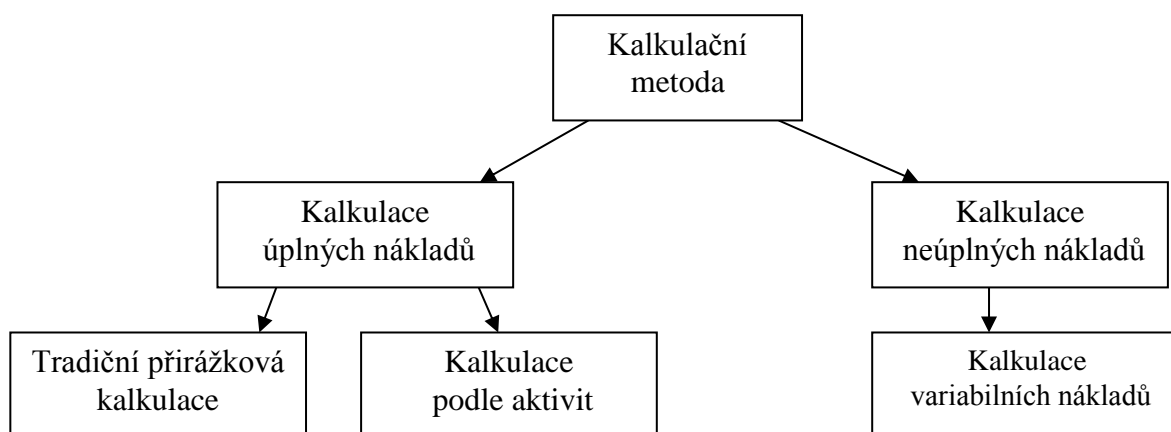 Kalkulační
metoda
Kalkulace
úplných nákladů
Kalkulace
neúplných nákladů
Tradiční přirážková
kalkulace
Kalkulace
podle aktivit
Kalkulace
variabilních nákladů